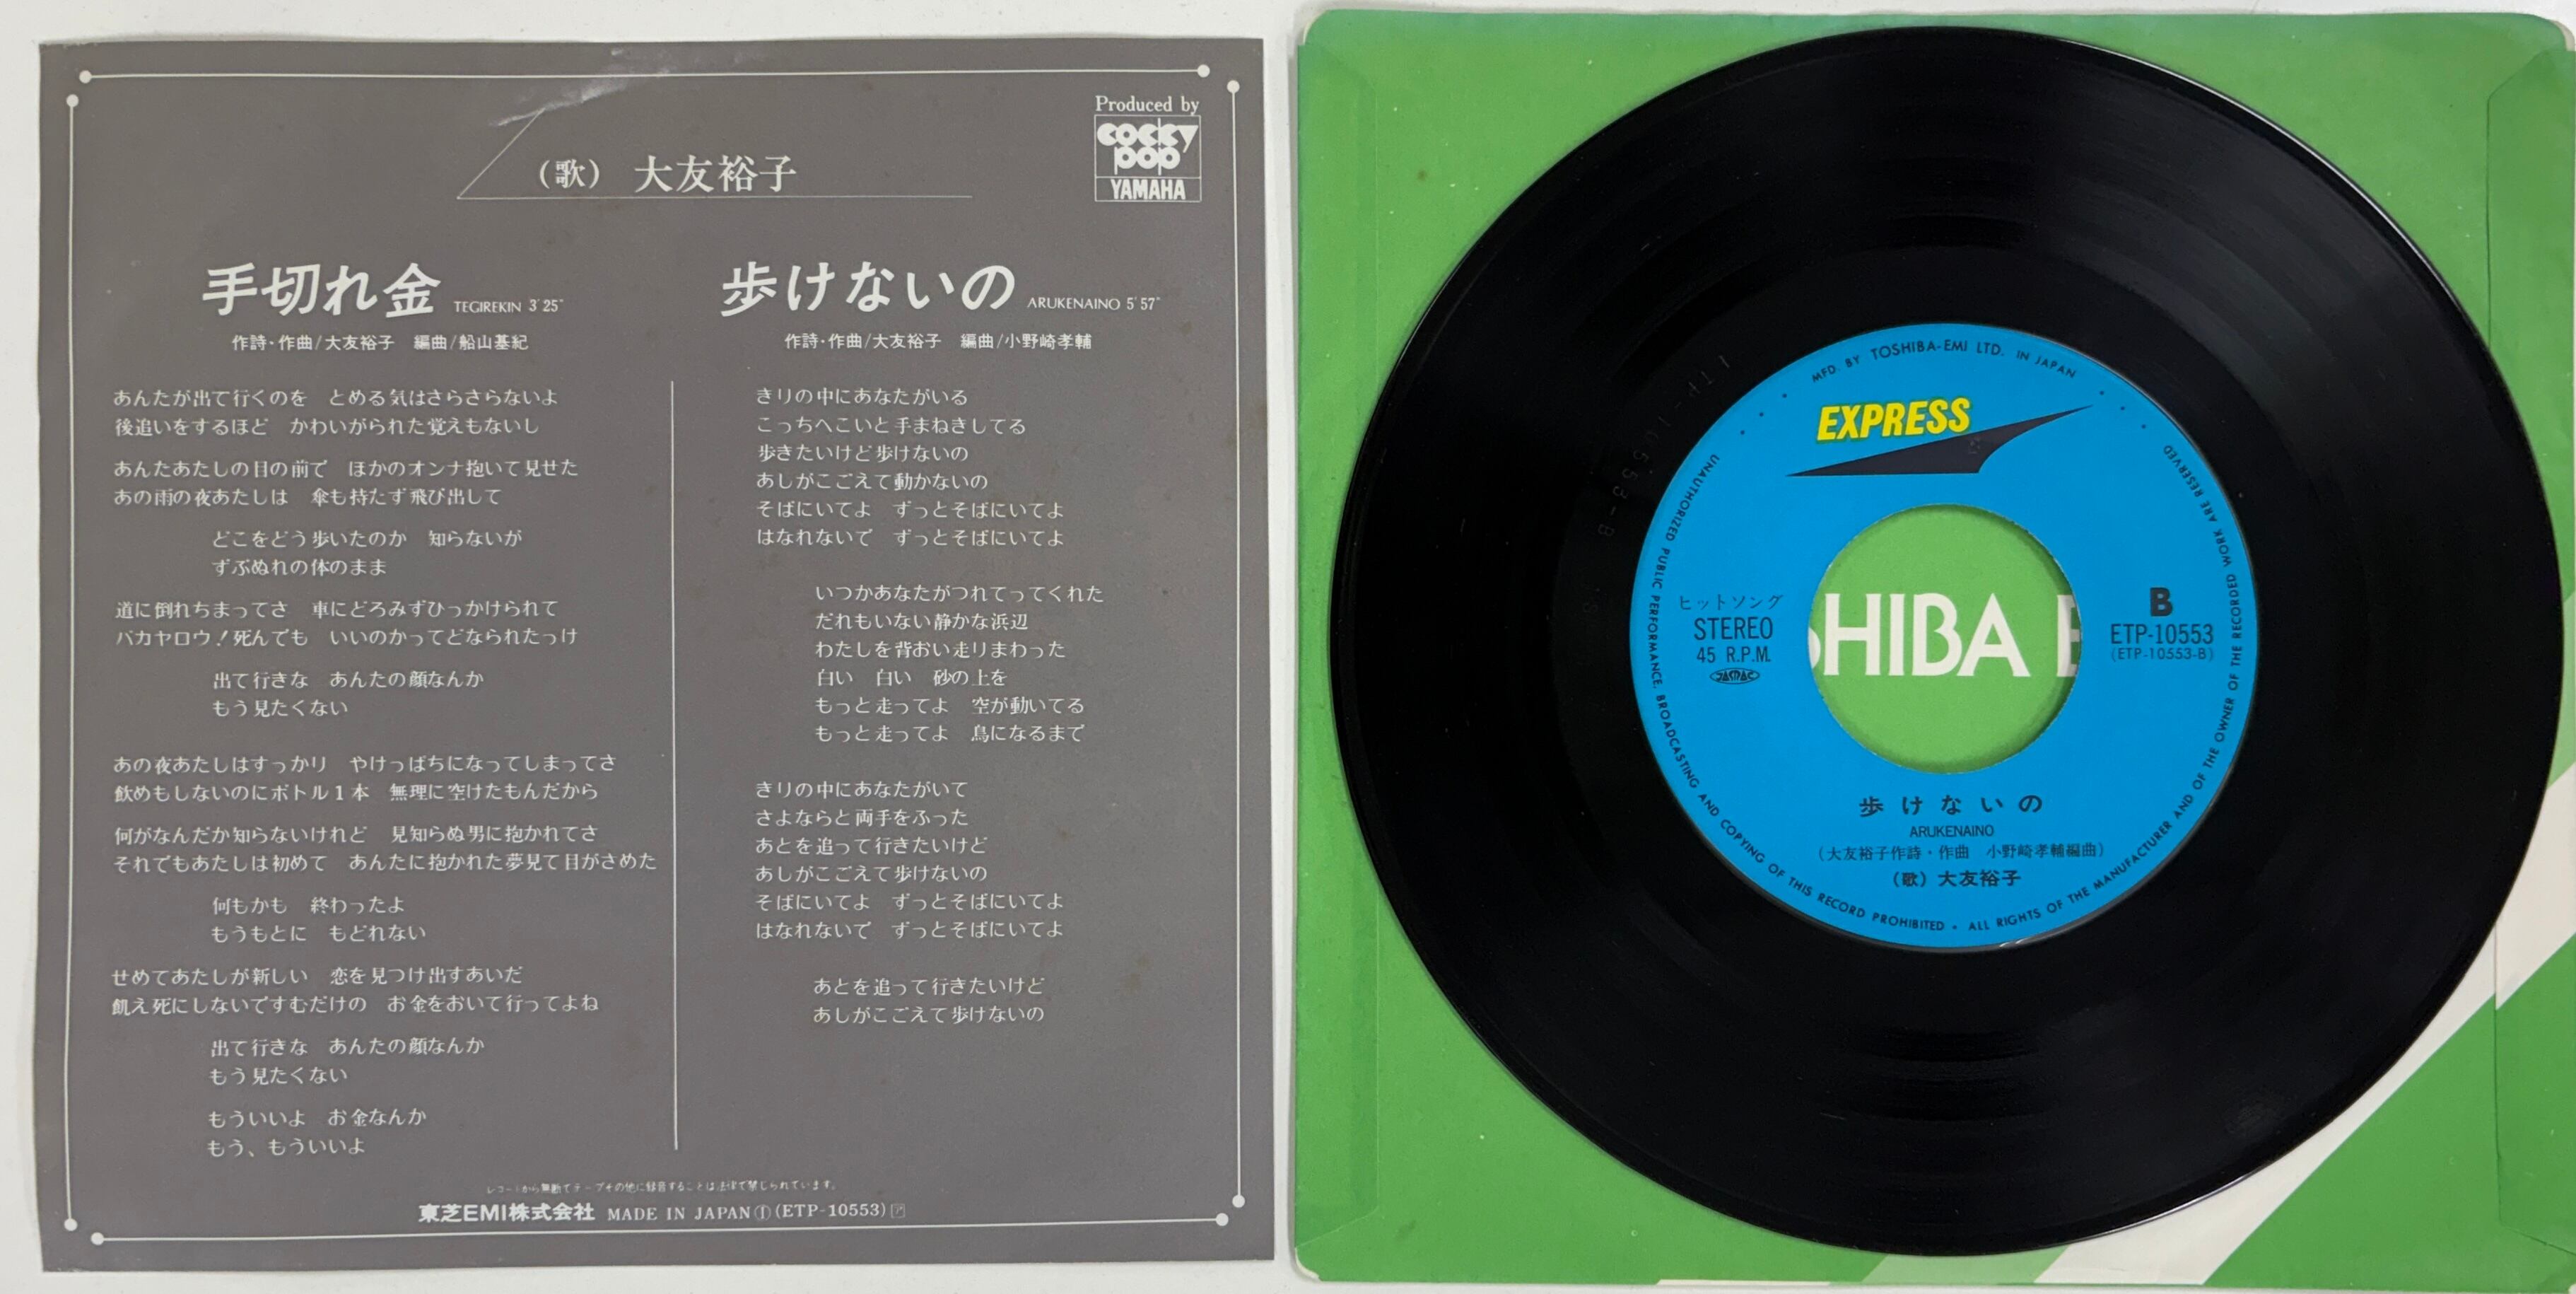 Produced by
cocky
pop
YAMAHA
(歌) 大友裕子
手切れ金 TEGIREKIN 3'25"
作詩・作曲/大友裕子 編曲/船山基紀
あんたが出て行くのを とめる気はさらさらないよ
後追いをするほど かわいがられた覚えもないし
あんたあたしの目の前で ほかのオンナ抱いて見せた
あの雨の夜あたしは 傘も持たず飛び出して
どこをどう歩いたのか 知らないが
ずぶぬれの体のまま
道に倒れちまってさ 車にどろみずひっかけられて
バカヤロウ!死んでも いいのかってどなられたっけ
出て行きな あんたの顔なんか
もう見たくない
あの夜あたしはすっかり やけっぱちになってしまってさ
飲めもしないのにボトル1本 無理に空けたもんだから
何がなんだか知らないけれど 見知らぬ男に抱かれてさ
それでもあたしは初めて あんたに抱かれた夢見て目がさめた
何もかも 終わったよ
もうもとに もどれない
せめてあたしが新しい 恋を見つけ出すあいだ
飢え死にしないですむだけの お金をおいて行ってよね
出て行きな あんたの顔なんか
もう見たくない
もういいよ お金なんか
もう、もういいよ
歩けないの ARUKENAINO 5'57"
作詩・作曲/大友裕子 編曲/小野崎孝輔
きりの中にあなたがいる
こっちへこいと手まねきしてる
歩きたいけど歩けないの
あしがこごえて動かないの
そばにいてよ ずっとそばにいてよ
はなれないで ずっとそばにいてよ
いつかあなたがつれてってくれた
だれもいない静かな浜辺
わたしを背おい走りまわった
白い 白い 砂の上を
もっと走ってよ 空が動いてる
もっと走ってよ 鳥になるまで
きりの中にあなたがいて
さよならと両手をふった
あとを追って行きたいけど
あしがこごえて歩けないの
そばにいてよ ずっとそばにいてよ
はなれないで ずっとそばにいてよ
あとを追って行きたいけど
あしがこごえて歩けないの
レコードから無断でテープその他に録音することは法律で禁じられています。
東芝EMI株式会社 MADE IN JAPAN Ⓘ (ETP-10553) ア
MFD. BY TOSHIBA-EMI LTD. IN JAPAN
EXPRESS
ヒットソング
STEREO
45 R.P.M.
JASRAC
SHIBA E
B
ETP-10553
(ETP-10553-B)
歩けないの
ARUKENAINO
(大友裕子作詩・作曲 小野崎孝輔編曲)
(歌) 大友裕子
UNAUTHORIZED PUBLIC PERFORMANCE, BROADCASTING AND COPYING OF THIS RECORD PROHIBITED • ALL RIGHTS OF THE MANUFACTURER AND OF THE OWNER OF THE RECORDED WORK ARE RESERVED